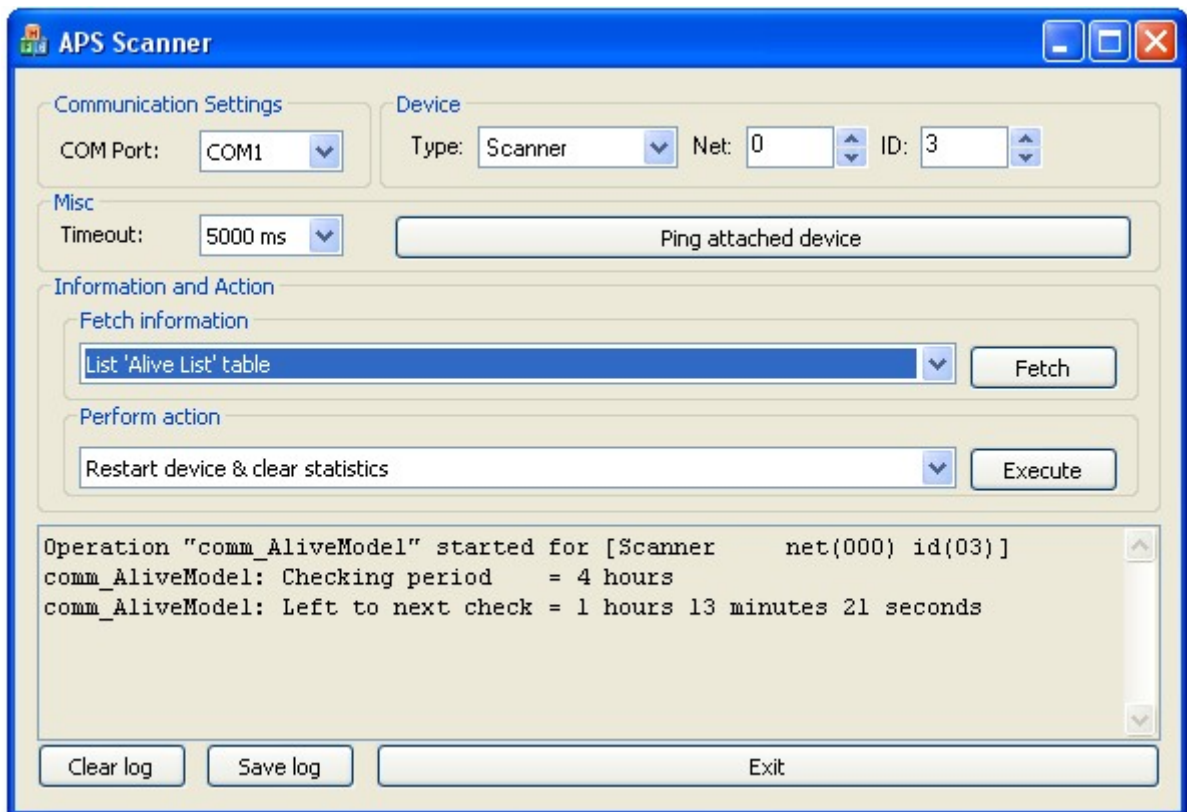 APS Scanner
Communication Settings
COM Port: COM1
Device
Type: Scanner Net: 0 ID: 3
Misc
Timeout: 5000 ms Ping attached device
Information and Action
Fetch information
List 'Alive List' table Fetch
Perform action
Restart device & clear statistics Execute
Operation "comm_AliveModel" started for [Scanner     net(000) id(03)]
comm_AliveModel: Checking period    = 4 hours
comm_AliveModel: Left to next check = 1 hours 13 minutes 21 seconds
Clear log Save log Exit